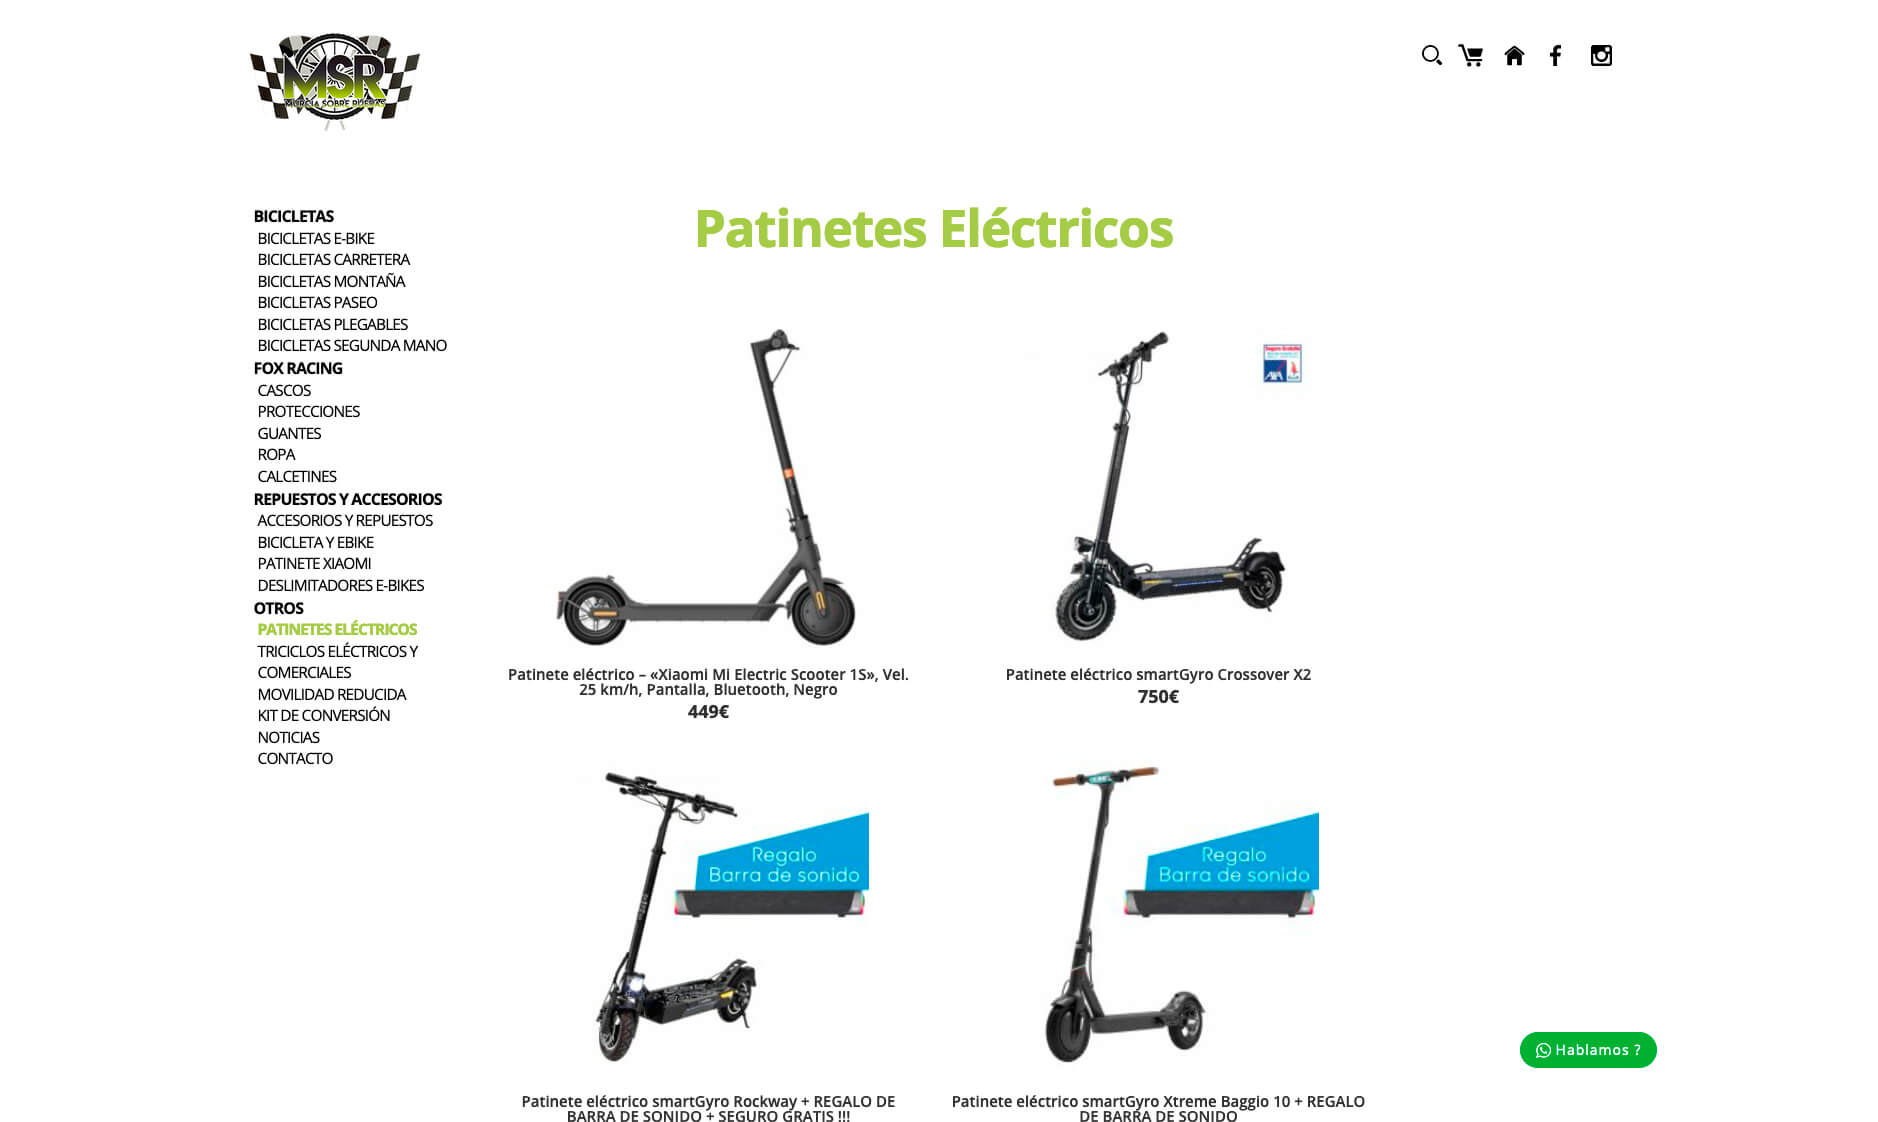 MSR
MURCIA SOBRE RUEDAS
BICICLETAS
BICICLETAS E-BIKE
BICICLETAS CARRETERA
BICICLETAS MONTAÑA
BICICLETAS PASEO
BICICLETAS PLEGABLES
BICICLETAS SEGUNDA MANO
FOX RACING
CASCOS
PROTECCIONES
GUANTES
ROPA
CALCETINES
REPUESTOS Y ACCESORIOS
ACCESORIOS Y REPUESTOS
BICICLETA Y EBIKE
PATINETE XIAOMI
DESLIMITADORES E-BIKES
OTROS
PATINETES ELÉCTRICOS
TRICICLOS ELÉCTRICOS Y
COMERCIALES
MOVILIDAD REDUCIDA
KIT DE CONVERSIÓN
NOTICIAS
CONTACTO
Patinetes Eléctricos
Seguro Gratuito
AXA
Patinete eléctrico – «Xiaomi Mi Electric Scooter 1S», Vel.
25 km/h, Pantalla, Bluetooth, Negro
449€
Patinete eléctrico smartGyro Crossover X2
750€
Regalo
Barra de sonido
Regalo
Barra de sonido
Patinete eléctrico smartGyro Rockway + REGALO DE
BARRA DE SONIDO + SEGURO GRATIS !!!
Patinete eléctrico smartGyro Xtreme Baggio 10 + REGALO
DE BARRA DE SONIDO
Hablamos ?